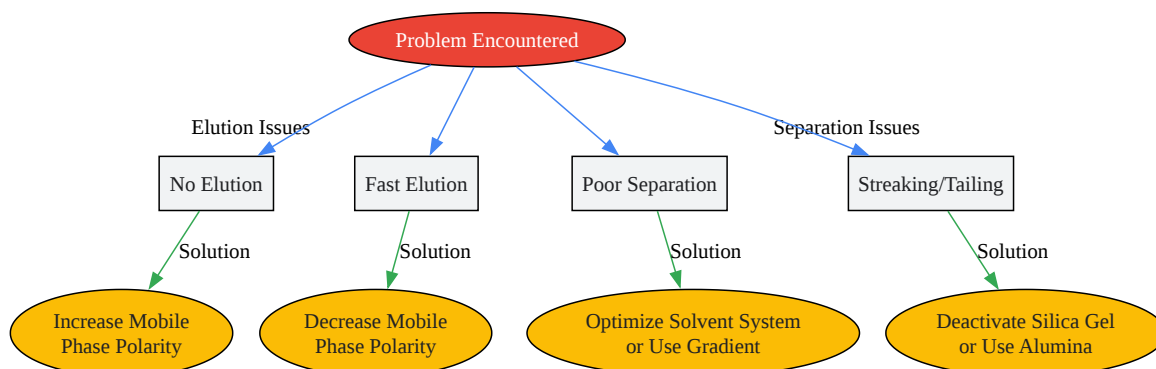 Problem Encountered
Elution Issues
Separation Issues
No Elution
Fast Elution
Poor Separation
Streaking/Tailing
Solution
Solution
Solution
Solution
Increase Mobile
Phase Polarity
Decrease Mobile
Phase Polarity
Optimize Solvent System
or Use Gradient
Deactivate Silica Gel
or Use Alumina